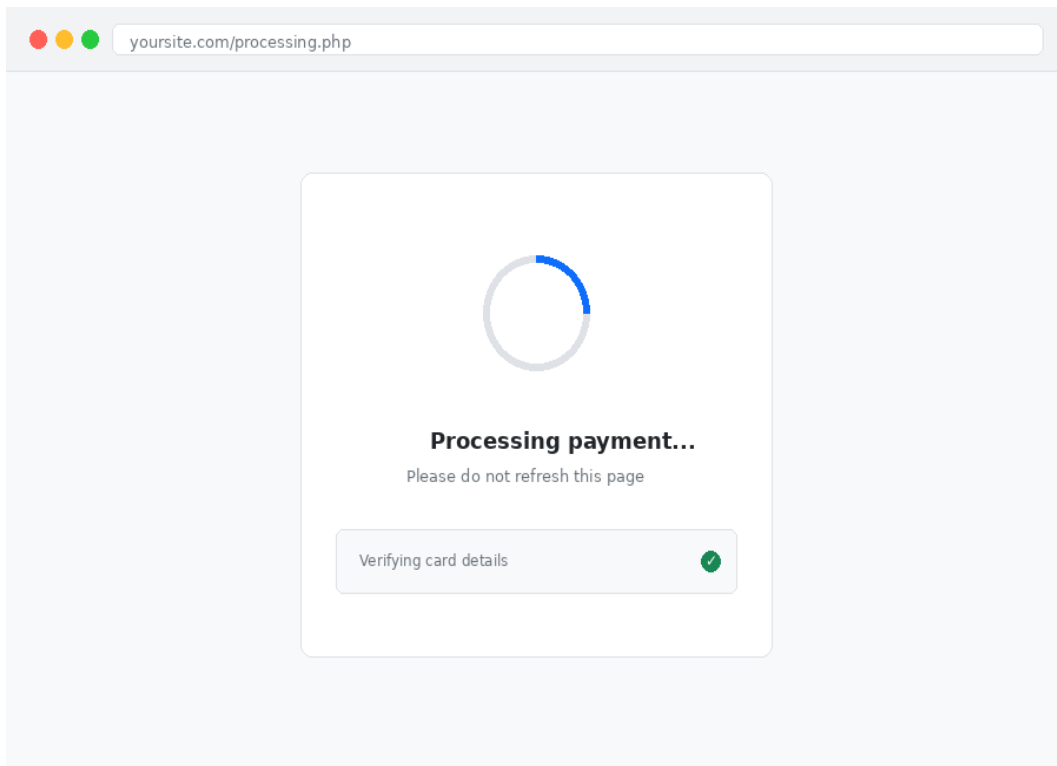 yoursite.com/processing.php
Processing payment...
Please do not refresh this page
Verifying card details ✓